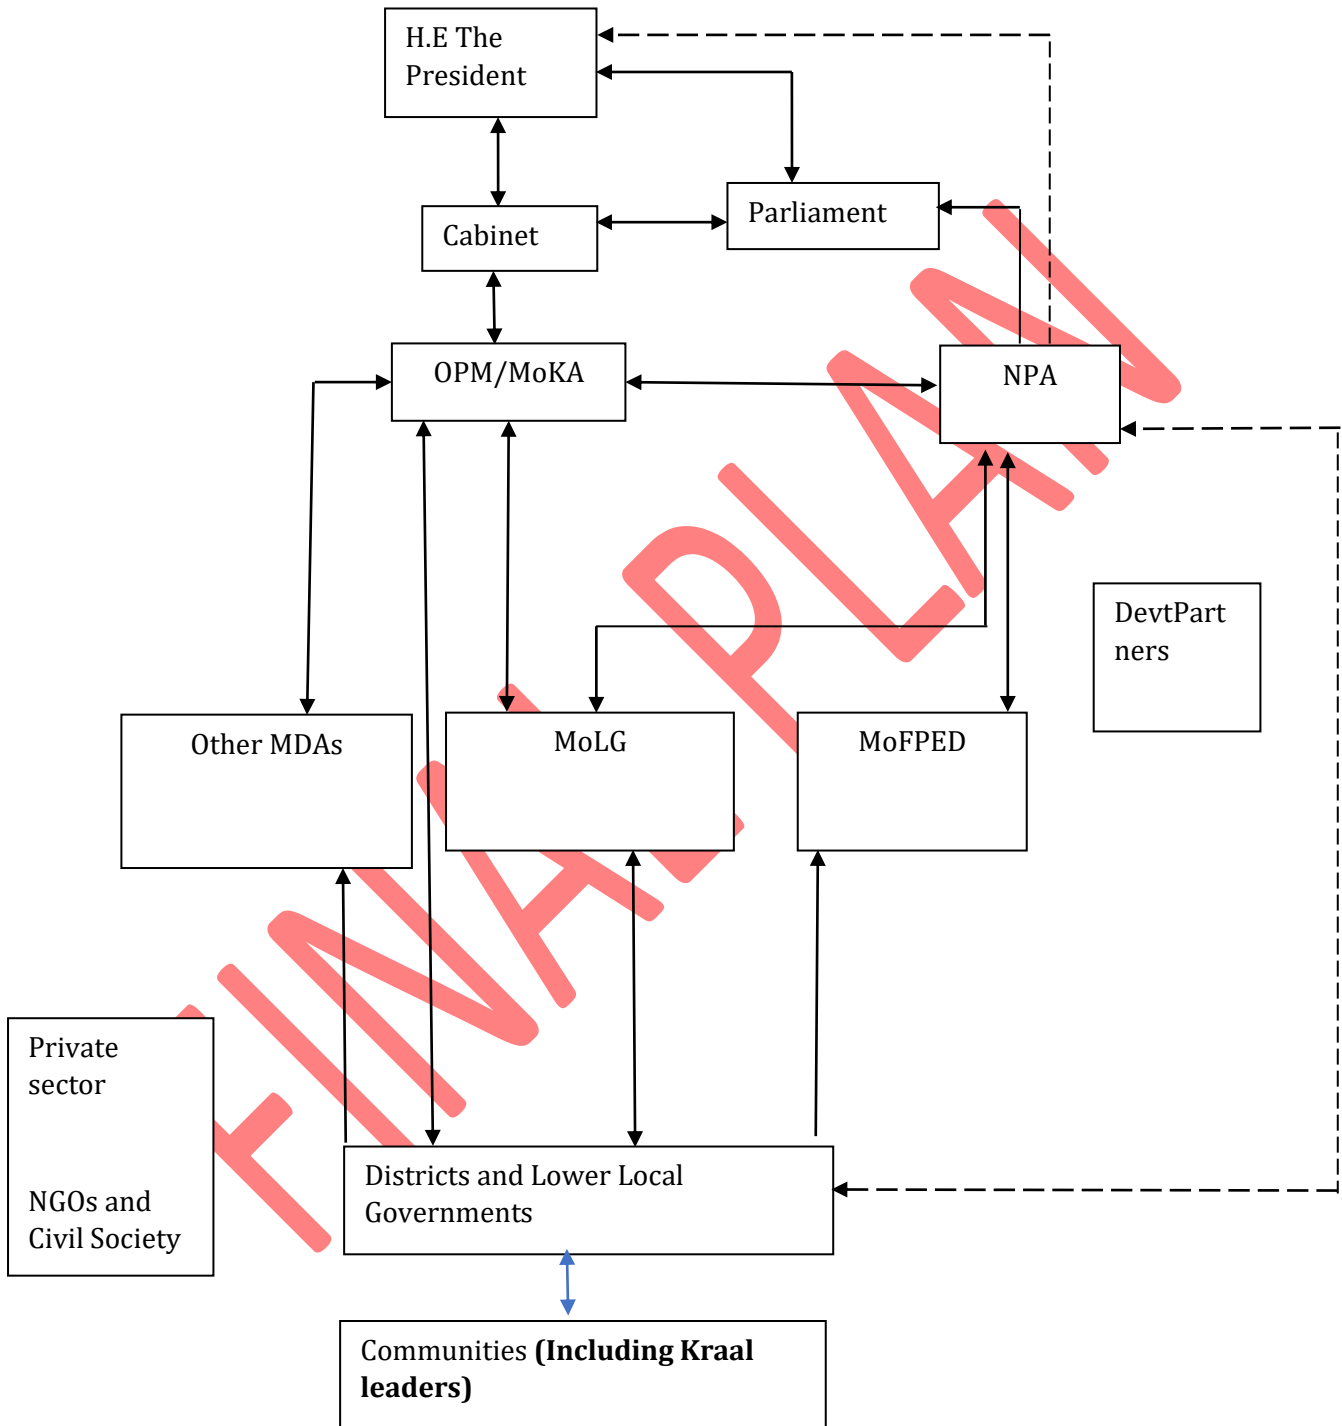 H.E The
President
Parliament
Cabinet
OPM/MoKA
NPA
DevtPart
ners
Other MDAs
MoLG
MoFPED
Private
sector
NGOs and
Civil Society
Districts and Lower Local
Governments
Communities (Including Kraal
leaders)
FINAL PLAN